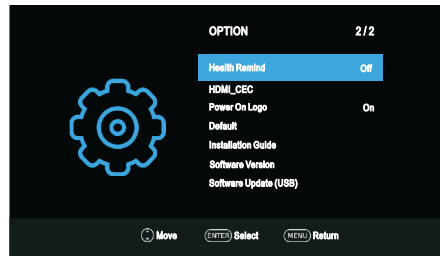 OPTION 2/2
Health Remind Off
HDMI_CEC
Power On Logo On
Default
Installation Guide
Software Version
Software Update (USB)
Move ENTER Select MENU Return